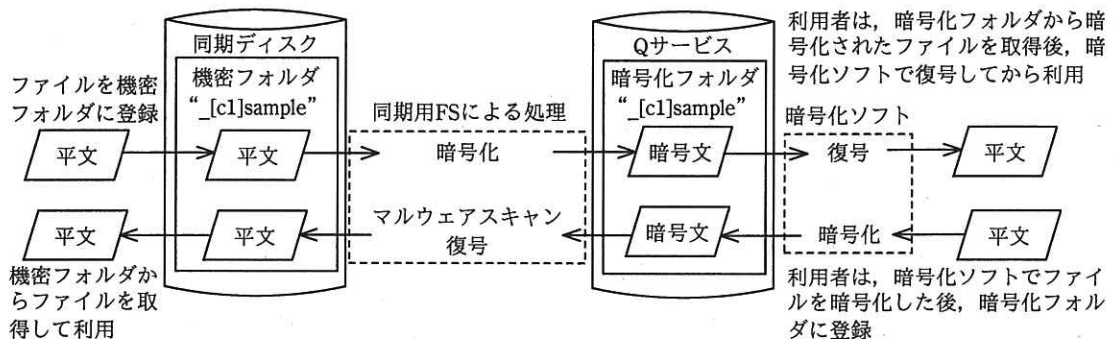 同期ディスク
機密フォルダ
“_[c1]sample”
平文
平文
ファイルを機密
フォルダに登録
平文
平文
機密フォルダか
らファイルを取
得して利用
同期用FSによる処理
暗号化
マルウェアスキャン
復号
Qサービス
暗号化フォルダ
“_[c1]sample”
暗号文
暗号文
利用者は，暗号化フォルダから暗
号化されたファイルを取得後，暗
号化ソフトで復号してから利用
暗号化ソフト
復号
平文
暗号化
平文
利用者は，暗号化ソフトでファイ
ルを暗号化した後，暗号化フォル
ダに登録